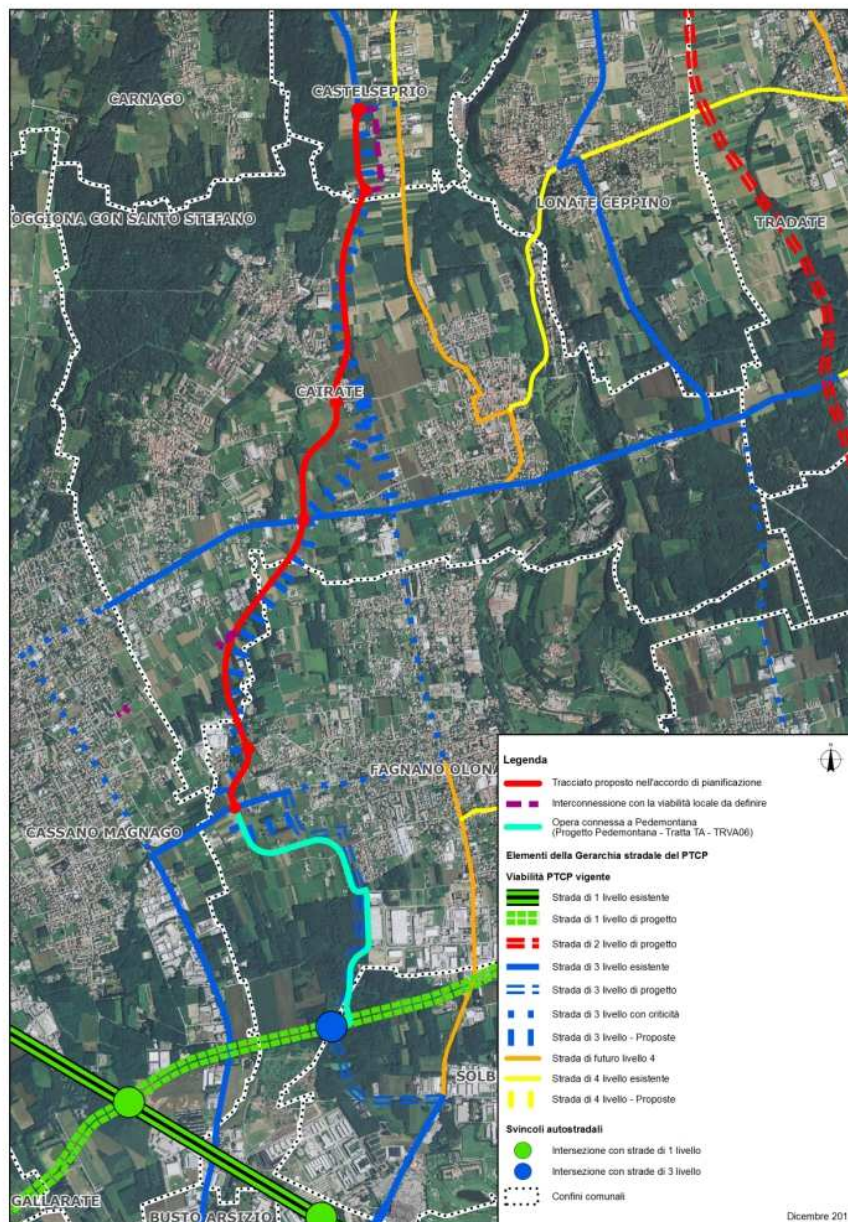 CASTELSEPRIO
CARNAGO
LONATE CEPPINO
OGGIONA CON SANTO STEFANO
TRADATE
CAIRATE
FAGNANO OLONA
CASSANO MAGNAGO
SOLB
GALLARATE
BUSTO ARSIZIO
Legenda
Tracciato proposto nell'accordo di pianificazione
Interconnessione con la viabilità locale da definire
Opera connessa a Pedemontana
(Progetto Pedemontana - Tratta TA - TRVA06)
Elementi della Gerarchia stradale del PTCP
Viabilità PTCP vigente
Strada di 1 livello esistente
Strada di 1 livello di progetto
Strada di 2 livello di progetto
Strada di 3 livello esistente
Strada di 3 livello di progetto
Strada di 3 livello con criticità
Strada di 3 livello - Proposte
Strada di futuro livello 4
Strada di 4 livello esistente
Strada di 4 livello - Proposte
Svincoli autostradali
Intersezione con strade di 1 livello
Intersezione con strade di 3 livello
Confini comunali
Dicembre 201